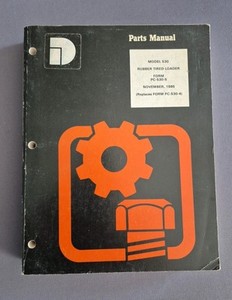 Parts Manual
MODEL 530
RUBBER TIRED LOADER
FORM
PC-530-5
NOVEMBER, 1980
(Replaces FORM PC-530-4)